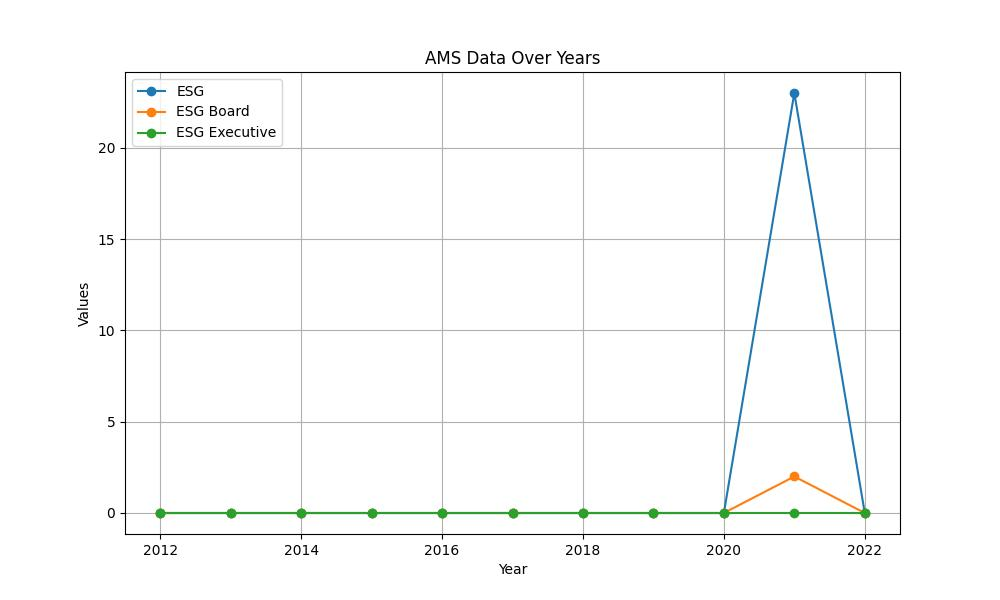 AMS Data Over Years
ESG
ESG Board
ESG Executive
Values
20
15
10
5
0
2012 2014 2016 2018 2020 2022
Year